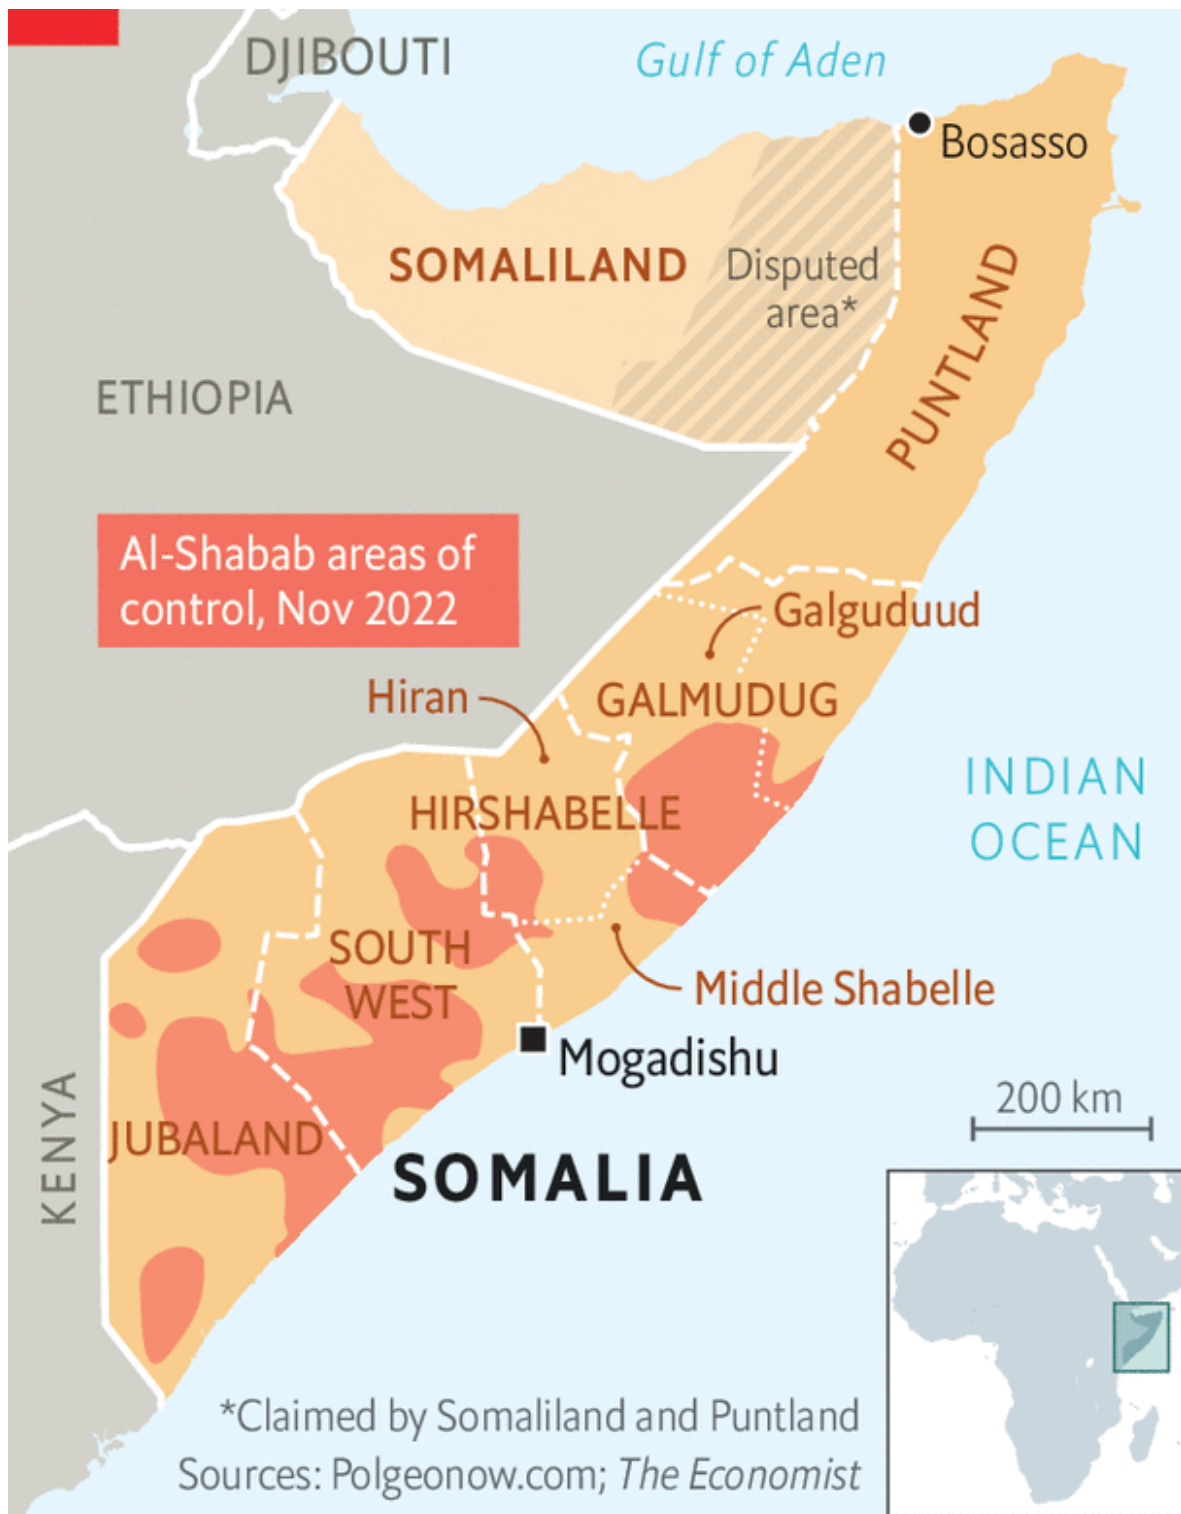 DJIBOUTI
Gulf of Aden
Bosasso
SOMALILAND
Disputed
area*
PUNTLAND
ETHIOPIA
Al-Shabab areas of
control, Nov 2022
Galguduud
Hiran
GALMUDUG
INDIAN
OCEAN
HIRSHABELLE
SOUTH
WEST
Middle Shabelle
Mogadishu
KENYA
JUBALAND
200 km
SOMALIA
*Claimed by Somaliland and Puntland
Sources: Polgeonow.com; The Economist